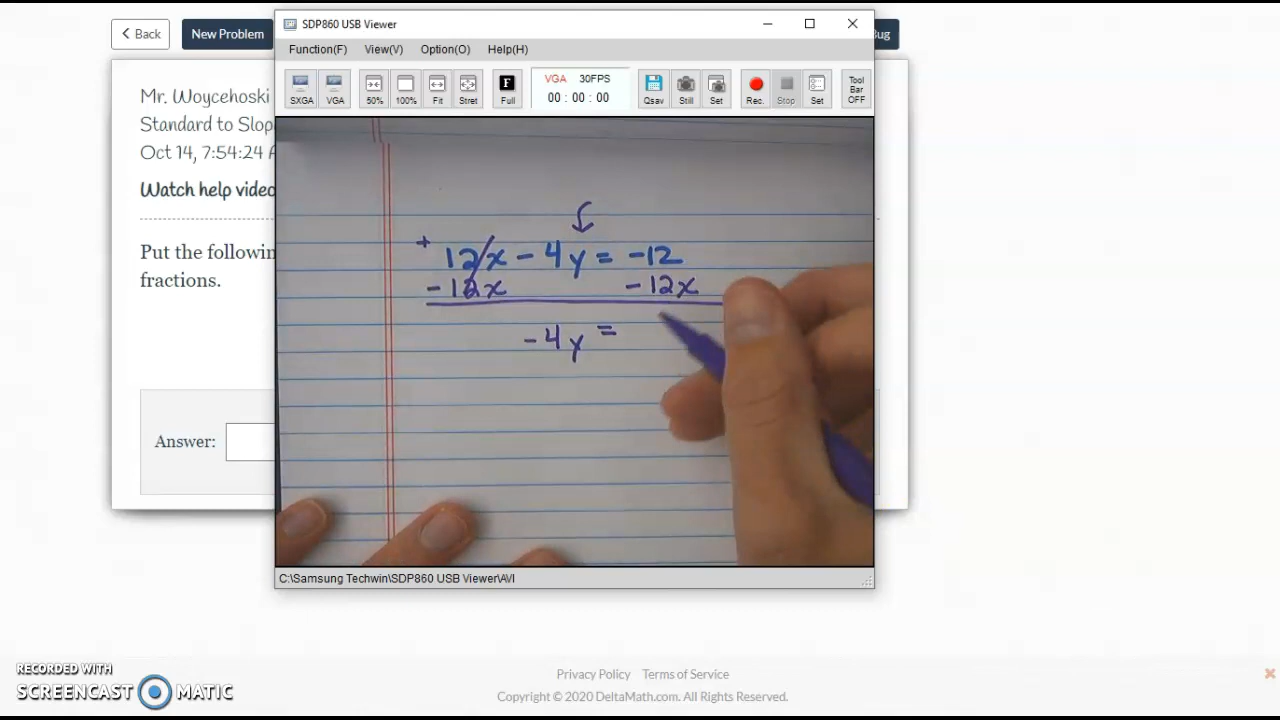 Back
New Problem
SDP860 USB Viewer
ug
Function(F) View(V) Option(O) Help(H)
SXGA VGA 50% 100% Fit Stret F Full VGA 30FPS 00 : 00 : 00 Qsav Still Set Rec. Stop Set Tool Bar OFF
Mr. Woycehoski
Standard to Slop
Oct 14, 7:54:24 A
Watch help video
Put the followin
fractions.
+ 12x - 4y = -12
-12x -12x
-4y =
Answer:
C:\Samsung Techwin\SDP860 USB Viewer\AVI
RECORDED WITH
SCREENCAST MATIC
Privacy Policy Terms of Service
Copyright © 2020 DeltaMath.com. All Rights Reserved.